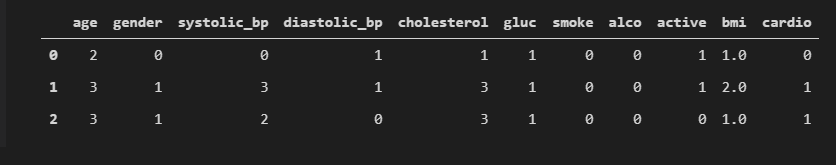 age gender systolic_bp diastolic_bp cholesterol gluc smoke alco active bmi cardio
0 2 0 0 1 1 1 0 0 1 1.0 0
1 3 1 3 1 3 1 0 0 1 2.0 1
2 3 1 2 0 3 1 0 0 0 1.0 1